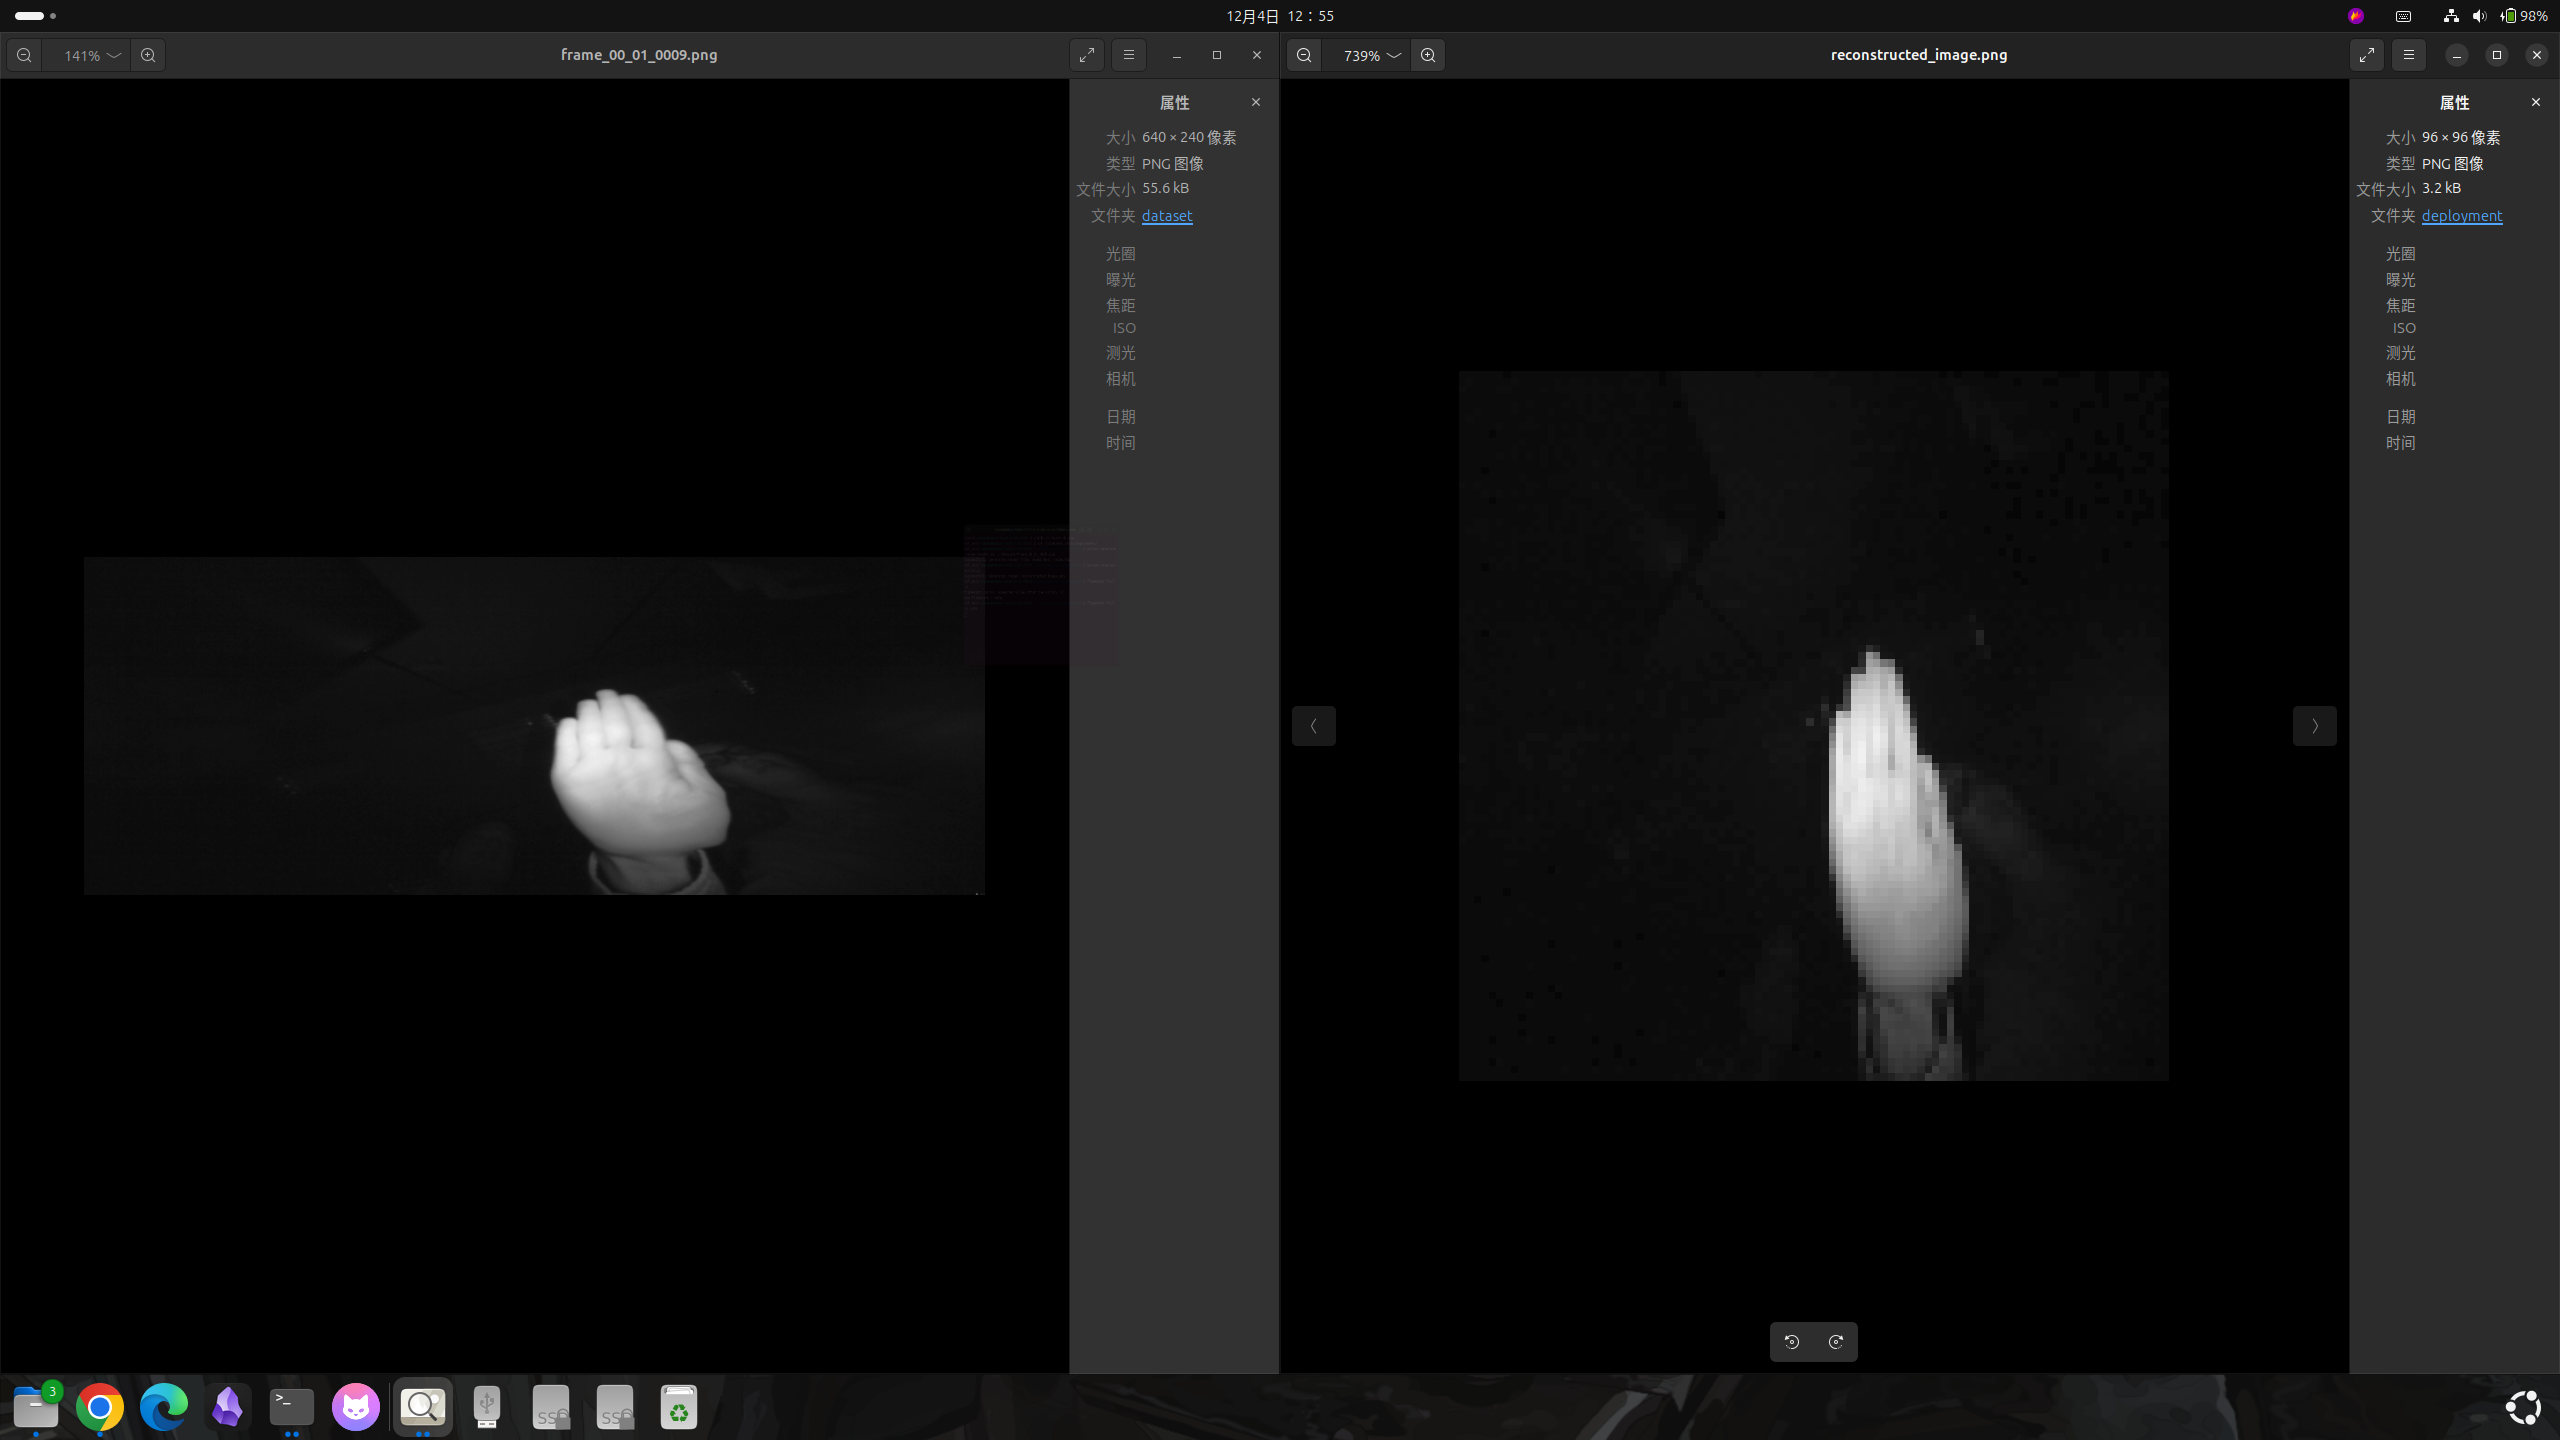 12月4日 12：55
98%
141%
frame_00_01_0009.png
属性
大小 640 × 240 像素
类型 PNG 图像
文件大小 55.6 kB
文件夹 dataset
光圈
曝光
焦距
ISO
测光
相机
日期
时间
739%
reconstructed_image.png
属性
大小 96 × 96 像素
类型 PNG 图像
文件大小 3.2 kB
文件夹 deployment
光圈
曝光
焦距
ISO
测光
相机
日期
时间
3